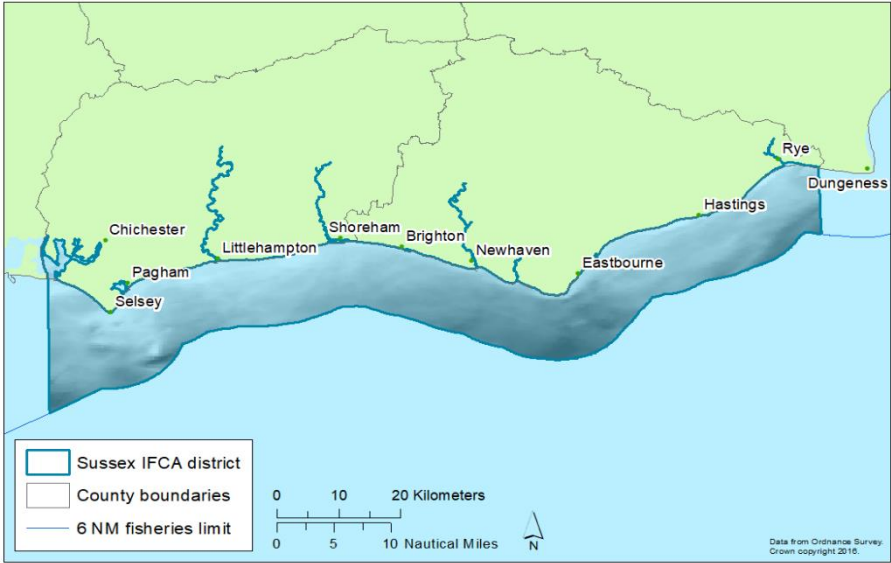 Rye
Dungeness
Hastings
Chichester
Shoreham
Brighton
Littlehampton
Newhaven
Eastbourne
Pagham
Selsey
Sussex IFCA district
County boundaries
6 NM fisheries limit
0 10 20 Kilometers
0 5 10 Nautical Miles
N
Data from Ordnance Survey.
Crown copyright 2016.